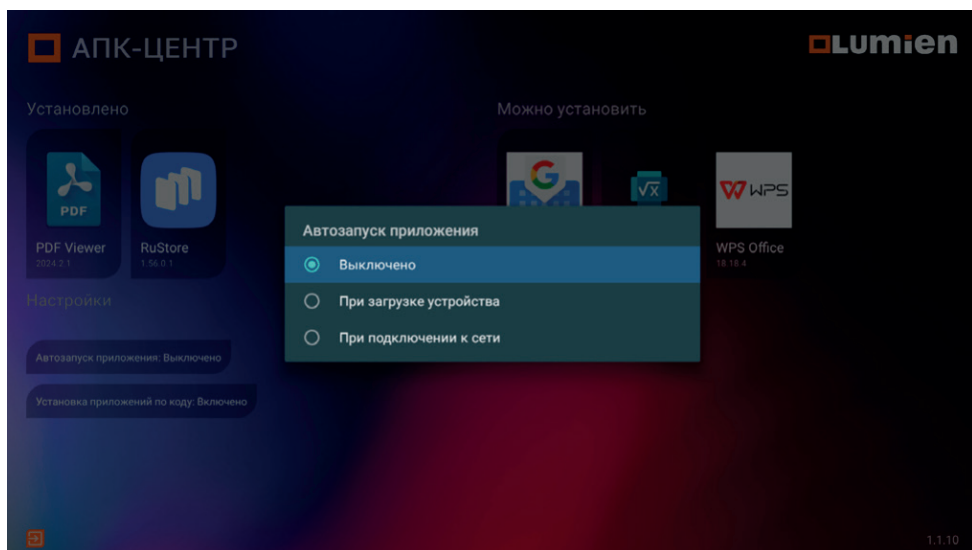 АПК-ЦЕНТР
Lumien
Установлено
Можно установить
PDF
G
√x
W WPS
PDF Viewer
2024.2.1
RuStore
1.56.0.1
WPS Office
18.18.4
Автозапуск приложения
Выключено
При загрузке устройства
При подключении к сети
Настройки
Автозапуск приложения: Выключено
Установка приложений по коду: Включено
1.1.10